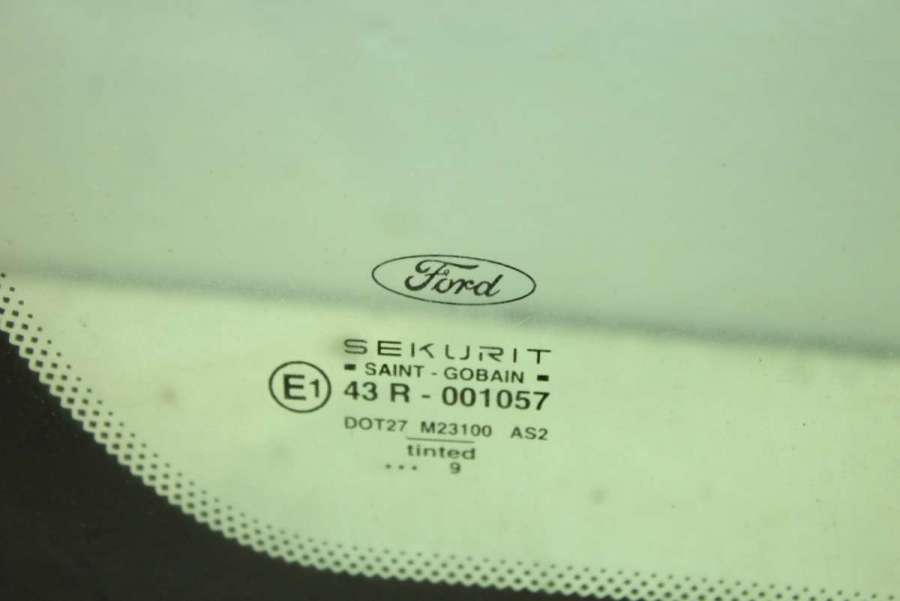 Ford
SEKURIT
SAINT - GOBAIN
E1 43 R - 001057
DOT27 M23100 AS2
tinted
... 9